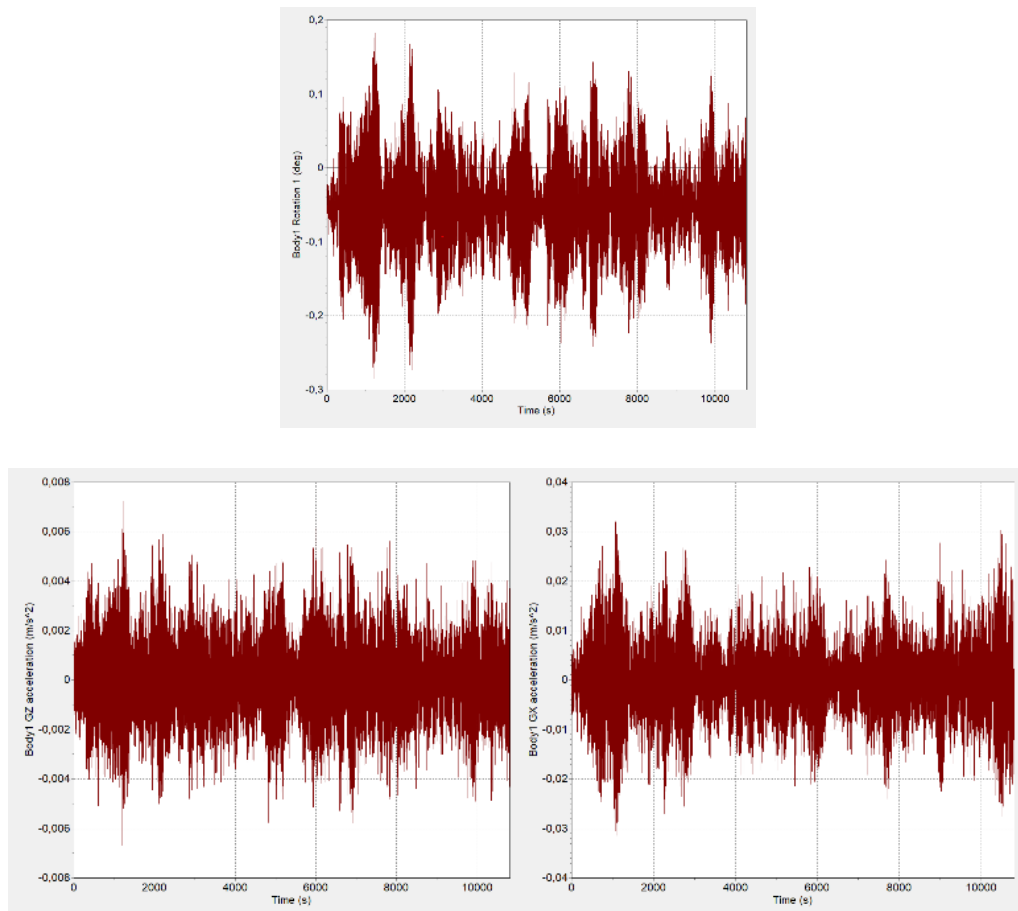 0,2
0,1
0
-0,1
-0,2
-0,3
Body1 Rotation 1 (deg)
0 2000 4000 6000 8000 10000
Time (s)
0,008
0,006
0,004
0,002
0
-0,002
-0,004
-0,006
-0,008
Body1 GZ acceleration (m/s^2)
0 2000 4000 6000 8000 10000
Time (s)
0,04
0,03
0,02
0,01
0
-0,01
-0,02
-0,03
-0,04
Body1 GX acceleration (m/s^2)
0 2000 4000 6000 8000 10000
Time (s)